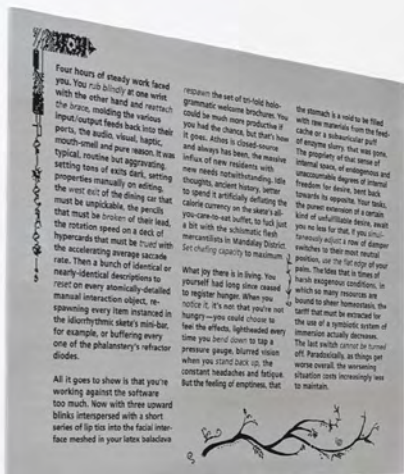 Four hours of steady work faced
you. You rub blindly at one wrist
with the other hand and reattach
the brace, molding the various
input/output feeds back into their
ports, the audio, visual, haptic,
mouth-smell and pure reason. It was
typical, routine but aggravating,
setting tons of exits dark, setting
properties manually on editing,
the west exit of the dining car that
must be unpickable, the pencils
that must be broken of their lead,
the rotation speed on a deck of
hypercards that must be trued with
the accelerating average saccade
rate. Then a bunch of identical or
nearly-identical descriptions to
reset on every atomically-detailed
manual interaction object, re-
spawning every item instanced in
the idiorrhythmic skete's mini-bar,
for example, or buffering every
one of the phalanstery's refractor
diodes.
All it goes to show is that you're
working against the software
too much. Now with three upward
blinks interspersed with a short
series of lip tics into the facial inter-
face meshed in your latex balaclava
respawn the set of tri-fold holo-
grammatic welcome brochures. You
could be much more productive if
you had the chance, but that's how
it goes. Ashes is closed-source
and always has been, the massive
influx of new residents with
new needs notwithstanding. Idle
thoughts, ancient history, better
to spend it artificially deflating the
calorie currency on the skete's all-
you-care-to-eat buffet, to fuck just
a bit with the schismatic flesh
mercantilists in Mandalay District.
Set chefling capacity to maximum.
What joy there is in living. You
yourself had long since ceased
to register hunger. When you
notice it, it's not that you're not
hungry—you could choose to
feel the effects, lightheaded every
time you bend down to tap a
pressure gauge, blurred vision
when you stand back up, the
constant headaches and fatigue.
But the feeling of emptiness, that
the stomach is a void to be filled
with raw materials from the feed-
cache or a subauricular puff
of enzyme slurry, that was gone.
The propriety of that sense of
internal space, of endogenous and
unaccountable degrees of internal
freedom for desire, bent back
towards its opposite. Your tasks,
the purest extension of a certain
kind of unfulfillable desire, await
you no less for that. If you simul-
taneously adjust a row of damper
switches to their most neutral
position, use the flat edge of your
palm. The idea that is times of
harsh exogenous conditions, in
which so many resources are
bound to sheer homeostasis, the
tariff that must be extracted for
the use of a symbiotic system of
immersion actually decreases.
The last switch cannot be turned
off. Paradoxically, as things get
worse overall, the worsening
situation costs increasingly less
to maintain.